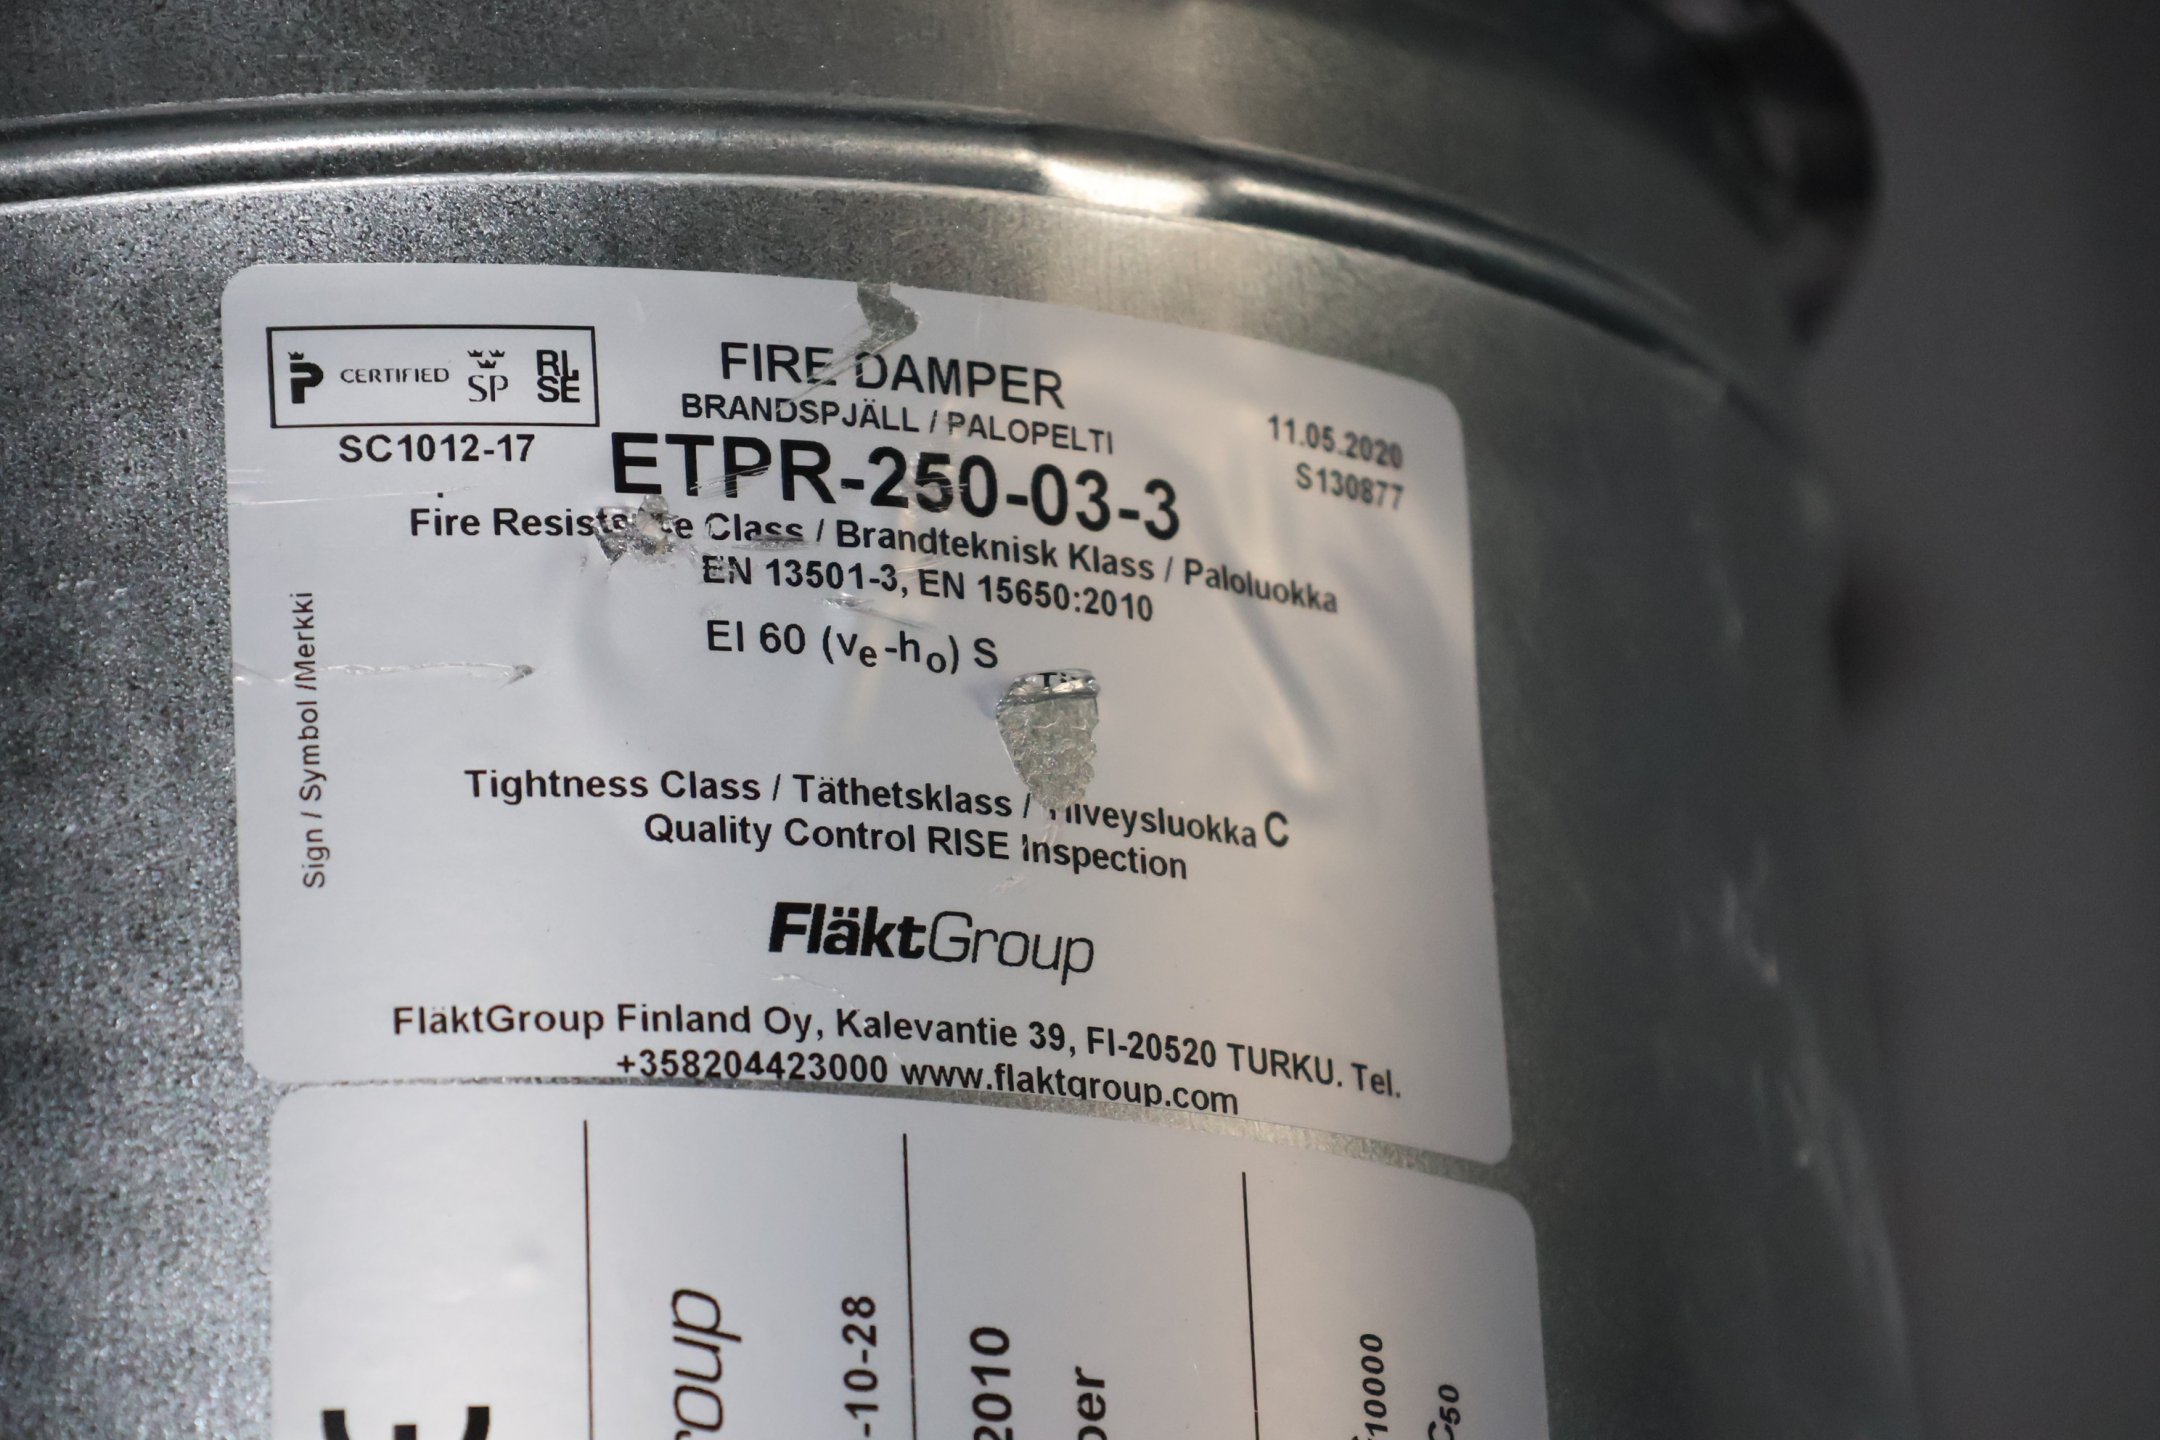 P CERTIFIED SP RI. SE
SC1012-17
FIRE DAMPER
BRANDSPJÄLL / PALOPELTI
11.05.2020
S130877
ETPR-250-03-3
Fire Class / Brandteknisk Klass / Paloluokka
EN 13501-3, EN 15650:2010
EI 60 (ve-ho) S
Sign / Symbol /Merkki
Tightness Class / Täthetsklass / C
Quality Control RISE Inspection
FläktGroup
FläktGroup Finland Oy, Kalevantie 39, FI-20520 TURKU. Tel.
+358204423000 www.flaktgroup.com
CE
roup
-10-28
2010
per
10000
C50